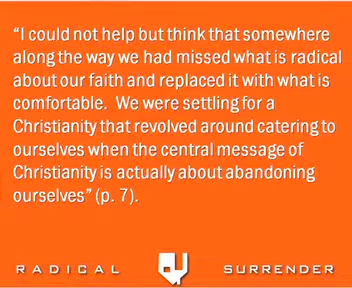 “I could not help but think that somewhere
along the way we had missed what is radical
about our faith and replaced it with what is
comfortable.  We were settling for a
Christianity that revolved around catering to
ourselves when the central message of
Christianity is actually about abandoning
ourselves” (p. 7).
RADICAL SURRENDER